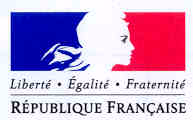 Liberté • Égalité • Fraternité
RÉPUBLIQUE FRANÇAISE